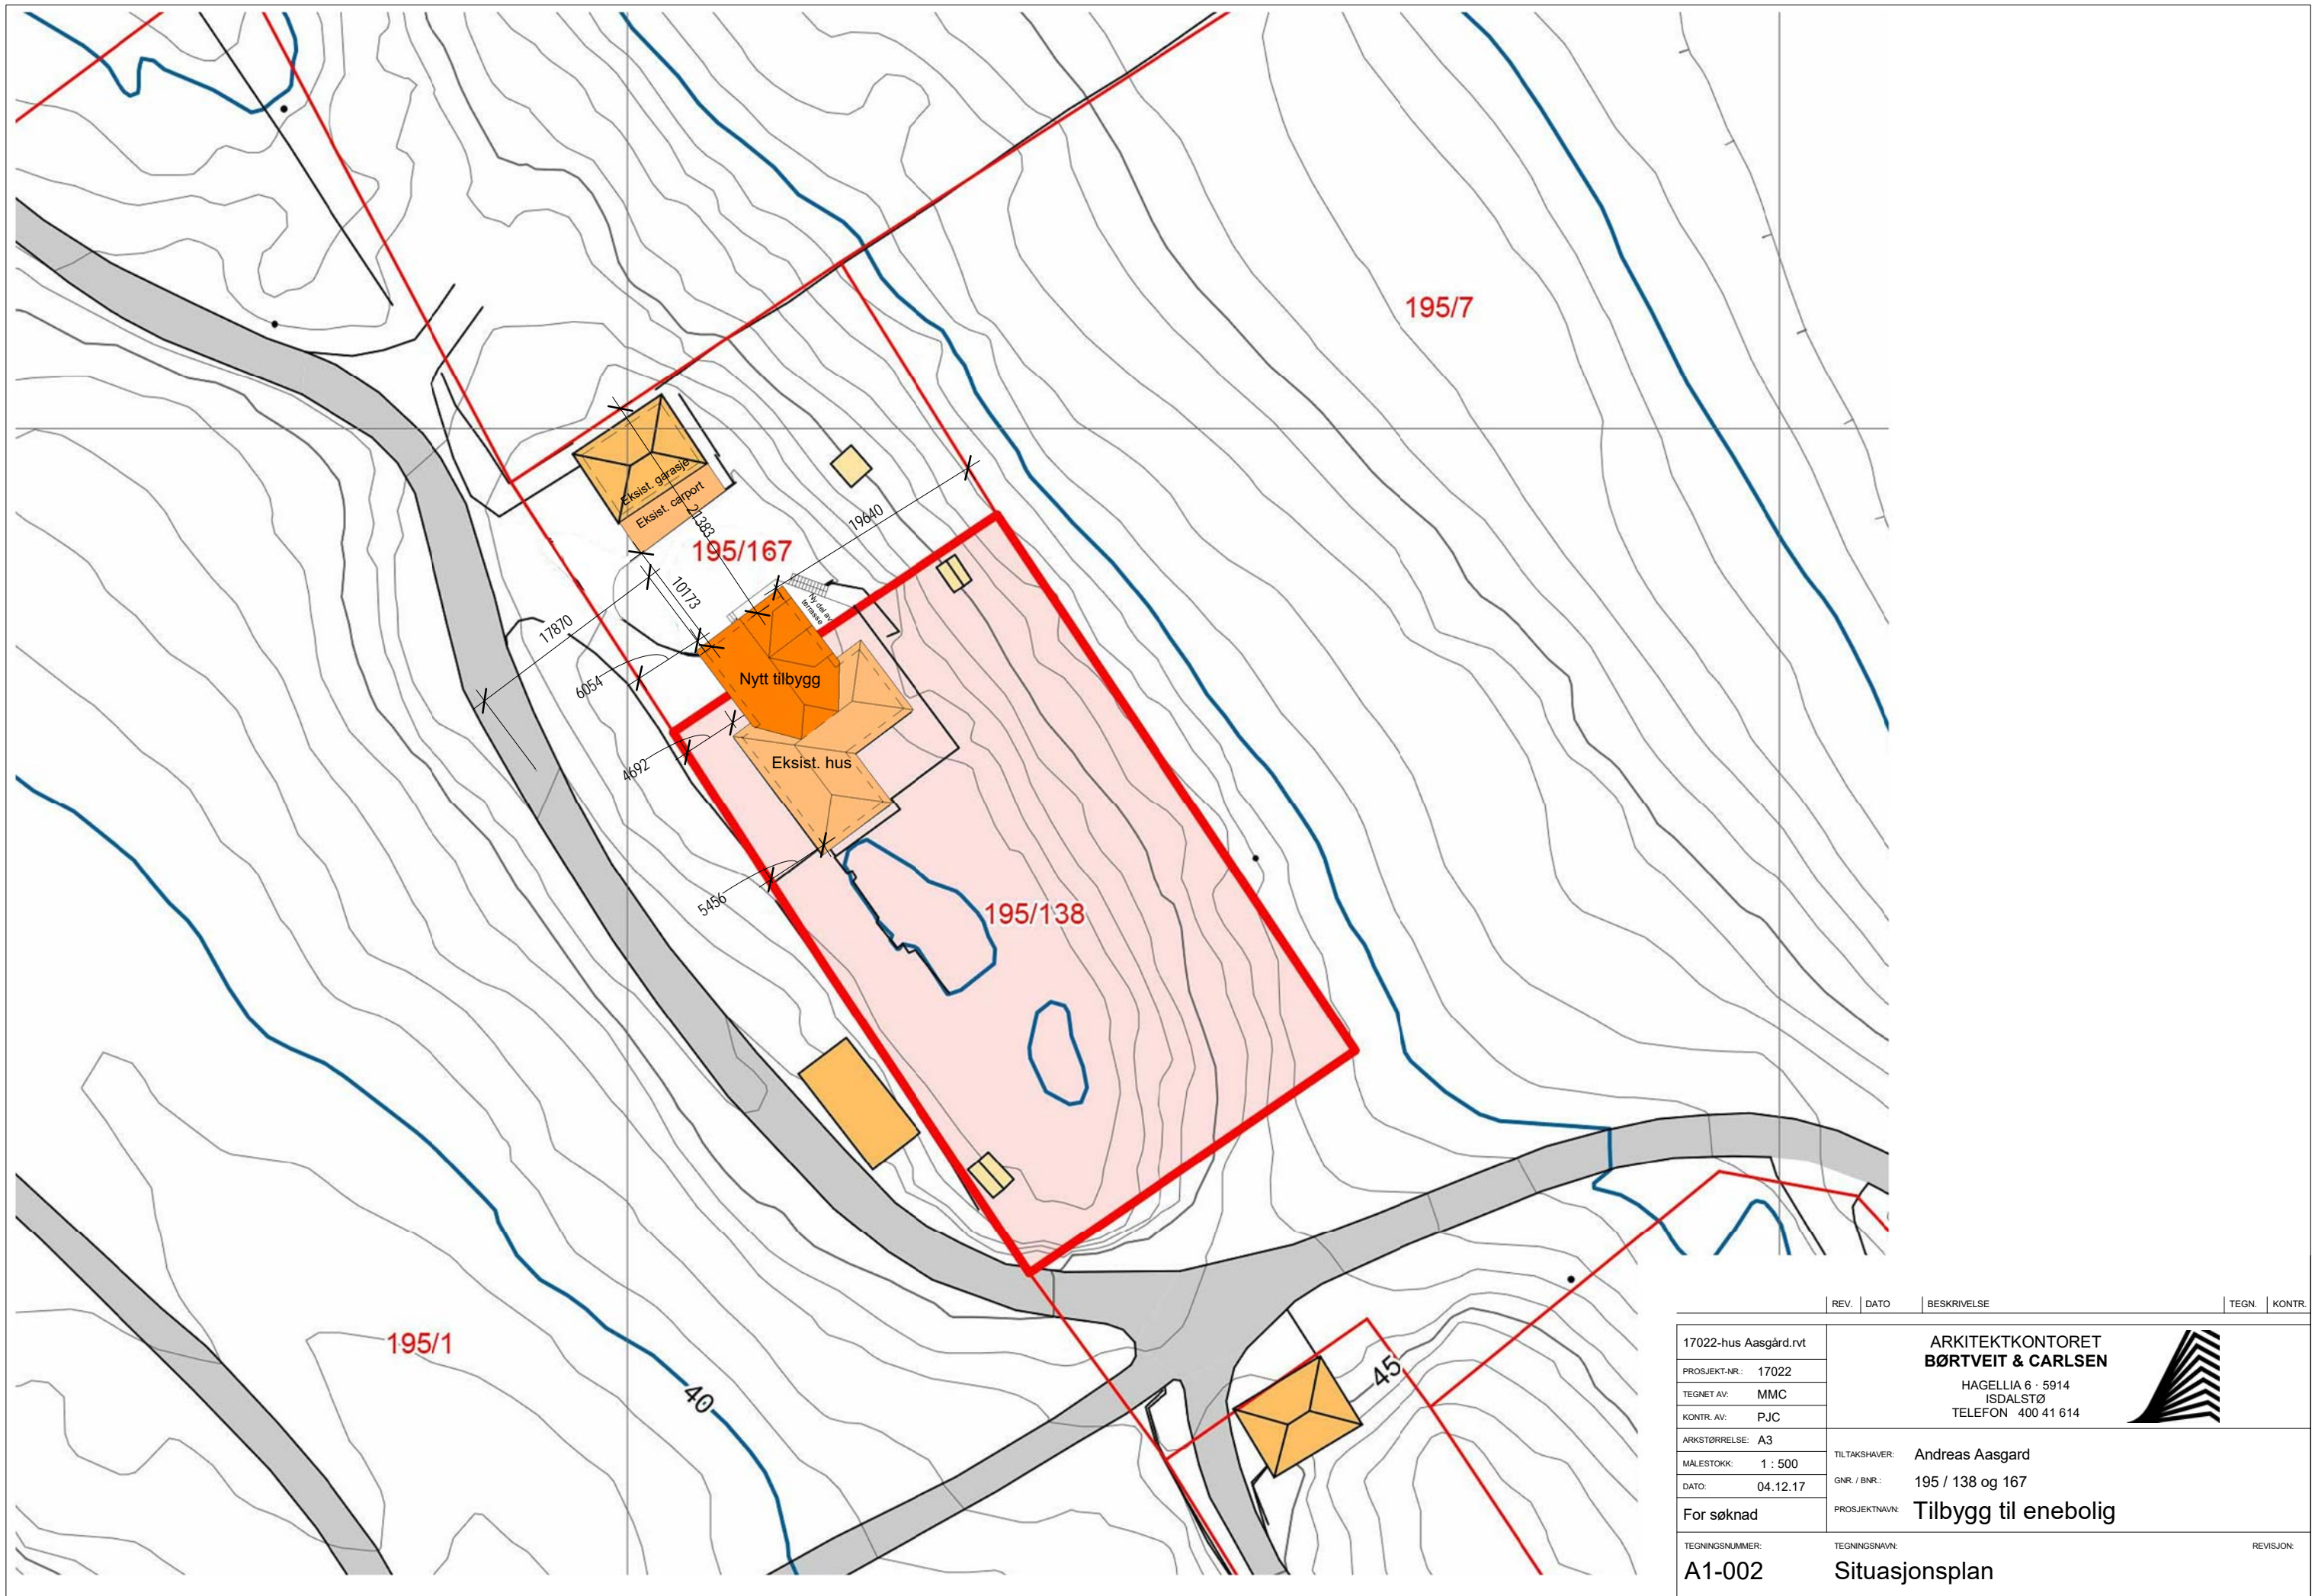 195/7
Eksist. garasje
Eksist. carport
21383
19640
195/167
10173
Ny del av
terrasse
17870
6054
Nytt tilbygg
4692
Eksist. hus
5456
195/138
195/1
40
45
REV. DATO BESKRIVELSE TEGN. KONTR.
17022-hus Aasgård.rvt
PROSJEKT-NR.: 17022
TEGNET AV: MMC
KONTR. AV: PJC
ARKSTØRRELSE: A3
MÅLESTOKK: 1 : 500
DATO: 04.12.17
For søknad
ARKITEKTKONTORET
BØRTVEIT & CARLSEN
HAGELLIA 6 · 5914
ISDALSTØ
TELEFON 400 41 614
TILTAKSHAVER: Andreas Aasgard
GNR. / BNR.: 195 / 138 og 167
PROSJEKTNAVN: Tilbygg til enebolig
TEGNINGSNUMMER:
A1-002
TEGNINGSNAVN:
Situasjonsplan
REVISJON: